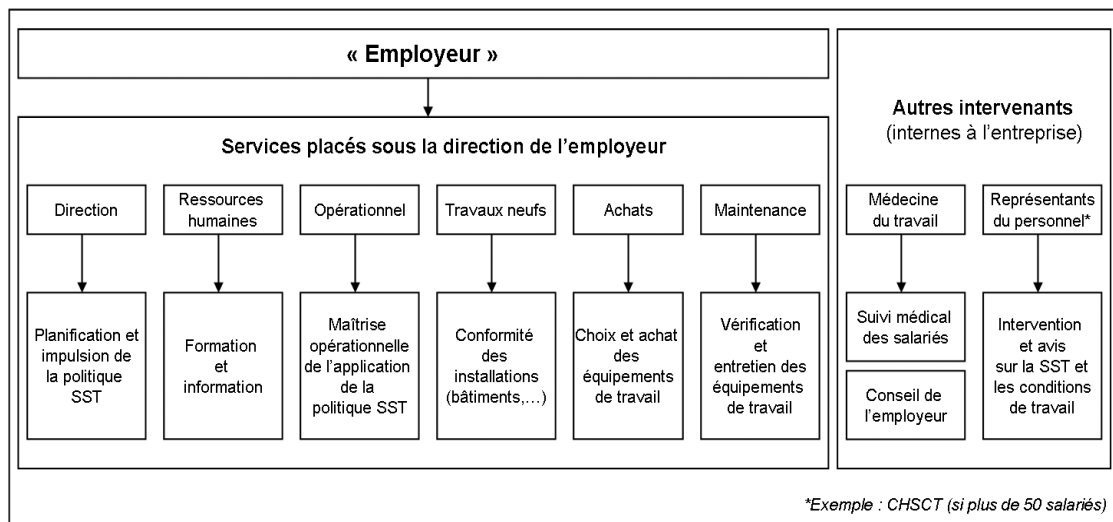 « Employeur »
Services placés sous la direction de l'employeur
Direction
Ressources
humaines
Opérationnel
Travaux neufs
Achats
Maintenance
Planification et
impulsion de
la politique
SST
Formation
et
information
Maîtrise
opérationnelle
de l'application
de la
politique SST
Conformité
des
installations
(bâtiments,…)
Choix et achat
des
équipements
de travail
Vérification
et
entretien des
équipements
de travail
Autres intervenants
(internes à l'entreprise)
Médecine
du travail
Représentants
du personnel*
Suivi médical
des salariés
Conseil de
l'employeur
Intervention
et avis
sur la SST et
les conditions
de travail
*Exemple : CHSCT (si plus de 50 salariés)